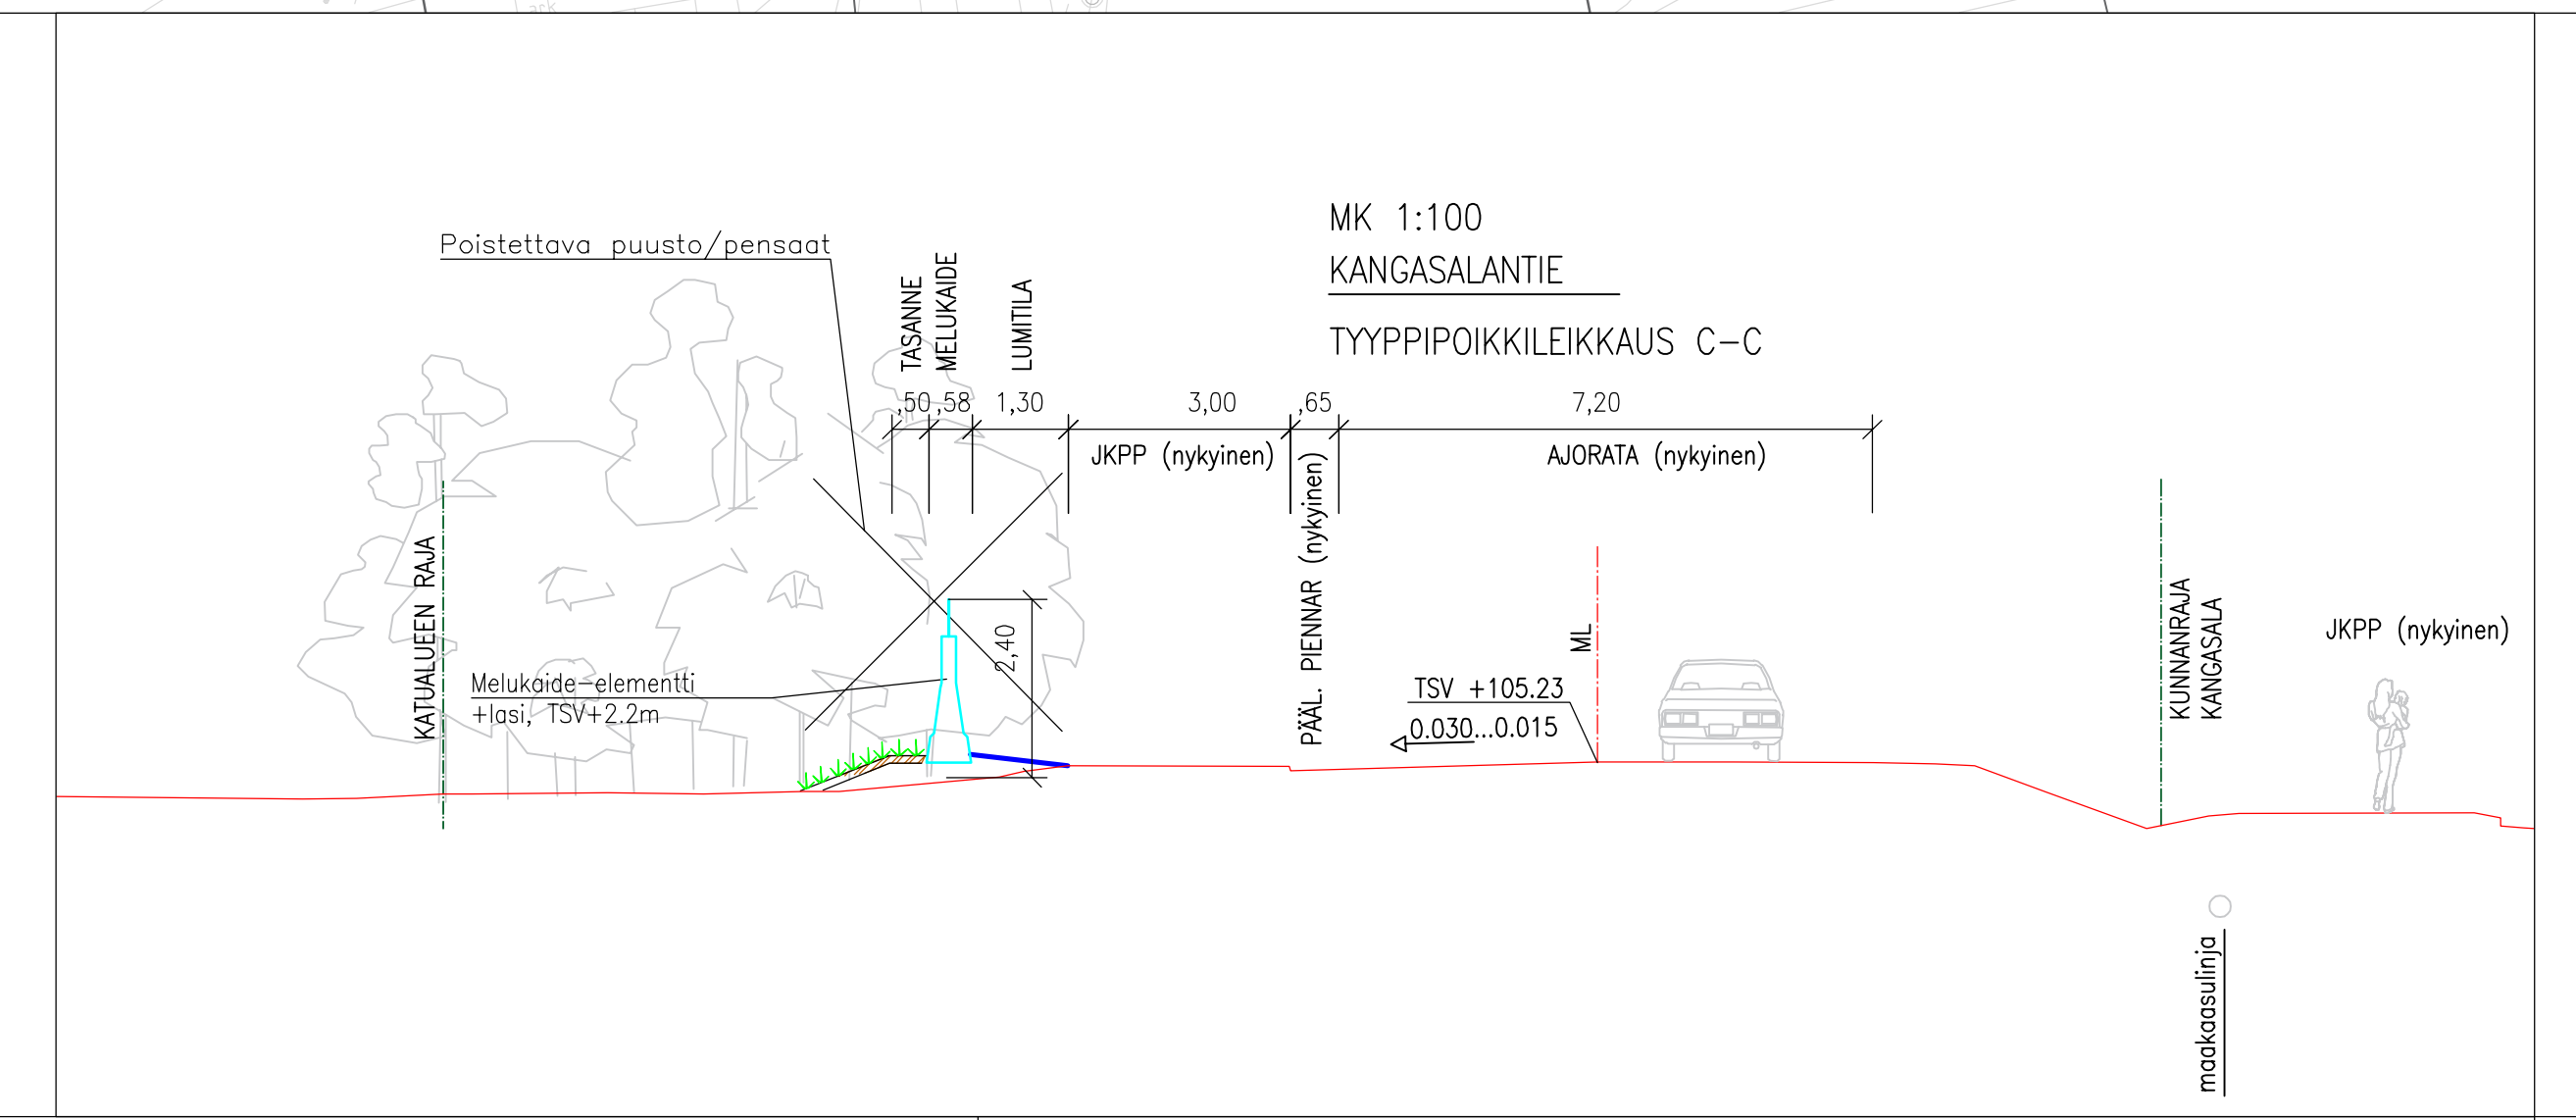 ark
MK 1:100
KANGASALANTIE
TYYPPIPOIKKILEIKKAUS C-C
Poistettava puusto/pensaat
TASANNE
MELUKAIDE
LUMITILA
,50
,58
1,30
3,00
,65
7,20
JKPP (nykyinen)
PÄÄL. PIENNAR (nykyinen)
AJORATA (nykyinen)
KATUALUEEN RAJA
Melukaide-elementti
+lasi, TSV+2.2m
2,40
ML
TSV +105.23
0.030...0.015
KUNNANRAJA
KANGASALA
JKPP (nykyinen)
maakaasulinja